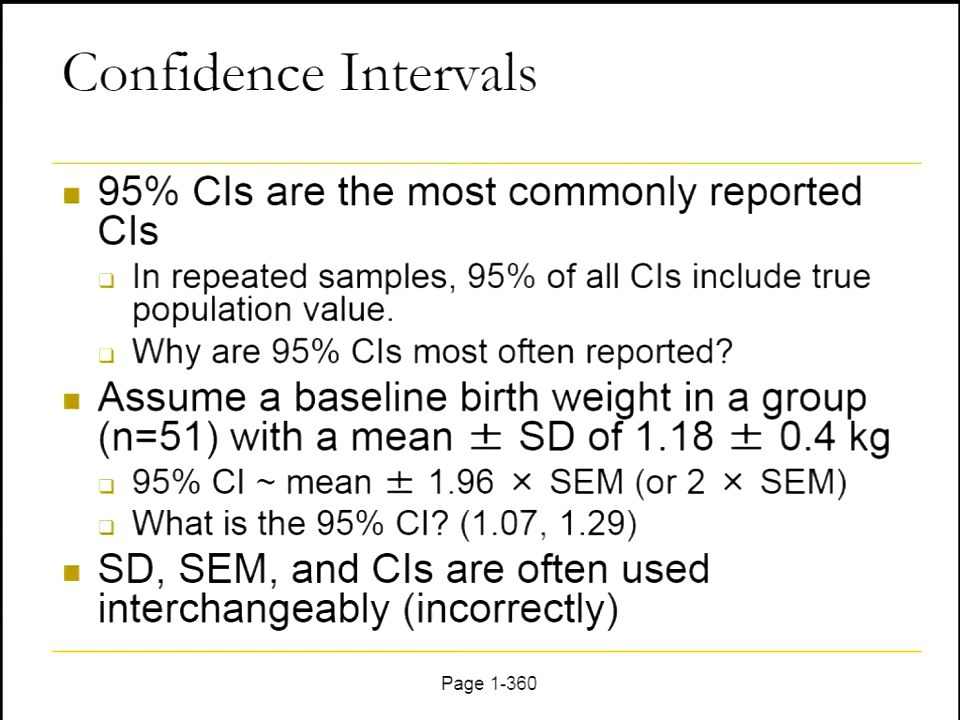 Confidence Intervals
95% CIs are the most commonly reported
CIs
In repeated samples, 95% of all CIs include true
population value.
Why are 95% CIs most often reported?
Assume a baseline birth weight in a group
(n=51) with a mean ± SD of 1.18 ± 0.4 kg
95% CI ~ mean ± 1.96 × SEM (or 2 × SEM)
What is the 95% CI? (1.07, 1.29)
SD, SEM, and CIs are often used
interchangeably (incorrectly)
Page 1-360